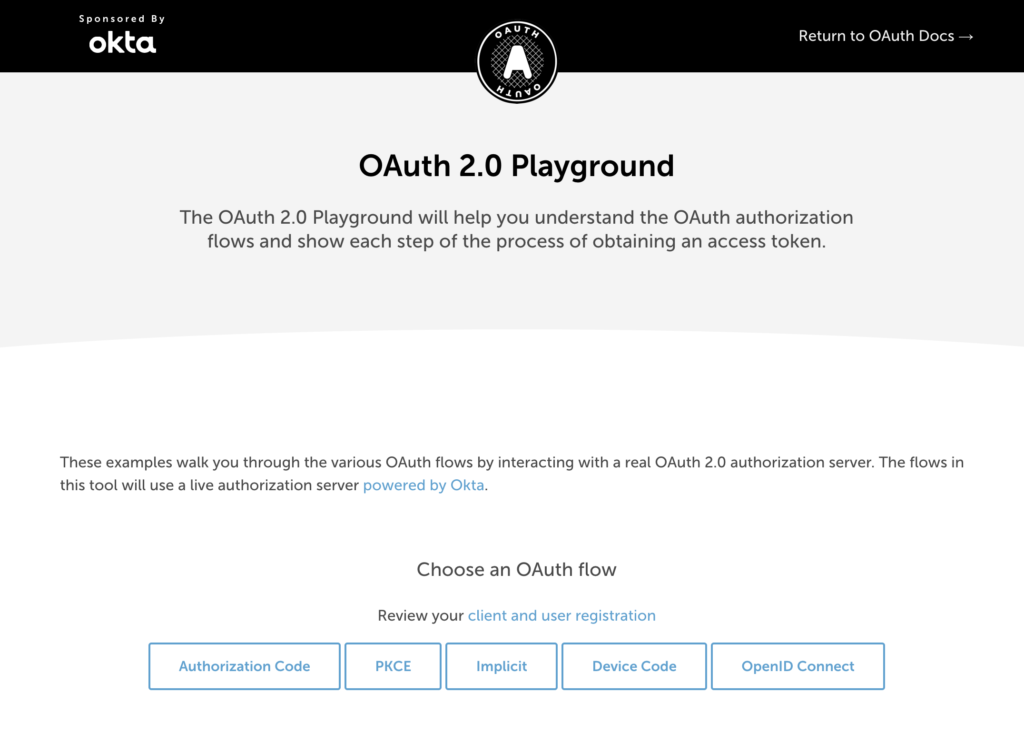 Sponsored By
okta
OAUTH
A
OAUTH
Return to OAuth Docs →
OAuth 2.0 Playground
The OAuth 2.0 Playground will help you understand the OAuth authorization
flows and show each step of the process of obtaining an access token.
These examples walk you through the various OAuth flows by interacting with a real OAuth 2.0 authorization server. The flows in
this tool will use a live authorization server powered by Okta.
Choose an OAuth flow
Review your client and user registration
Authorization Code
PKCE
Implicit
Device Code
OpenID Connect